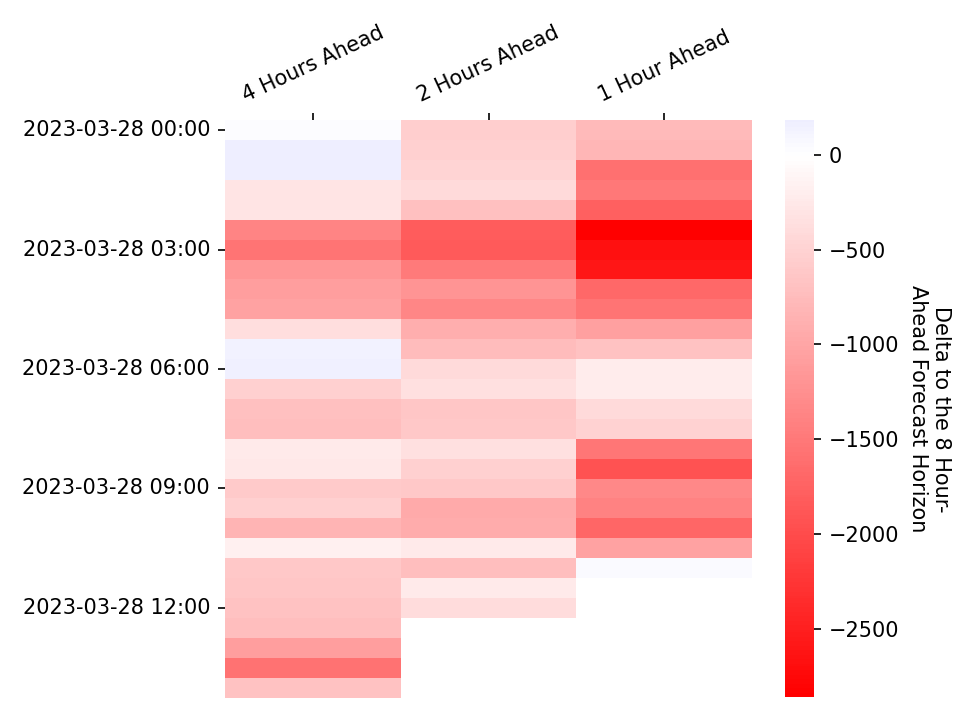 4 Hours Ahead
2 Hours Ahead
1 Hour Ahead
2023-03-28 00:00
2023-03-28 03:00
2023-03-28 06:00
2023-03-28 09:00
2023-03-28 12:00
0
−500
−1000
−1500
−2000
−2500
Delta to the 8 Hour-
Ahead Forecast Horizon